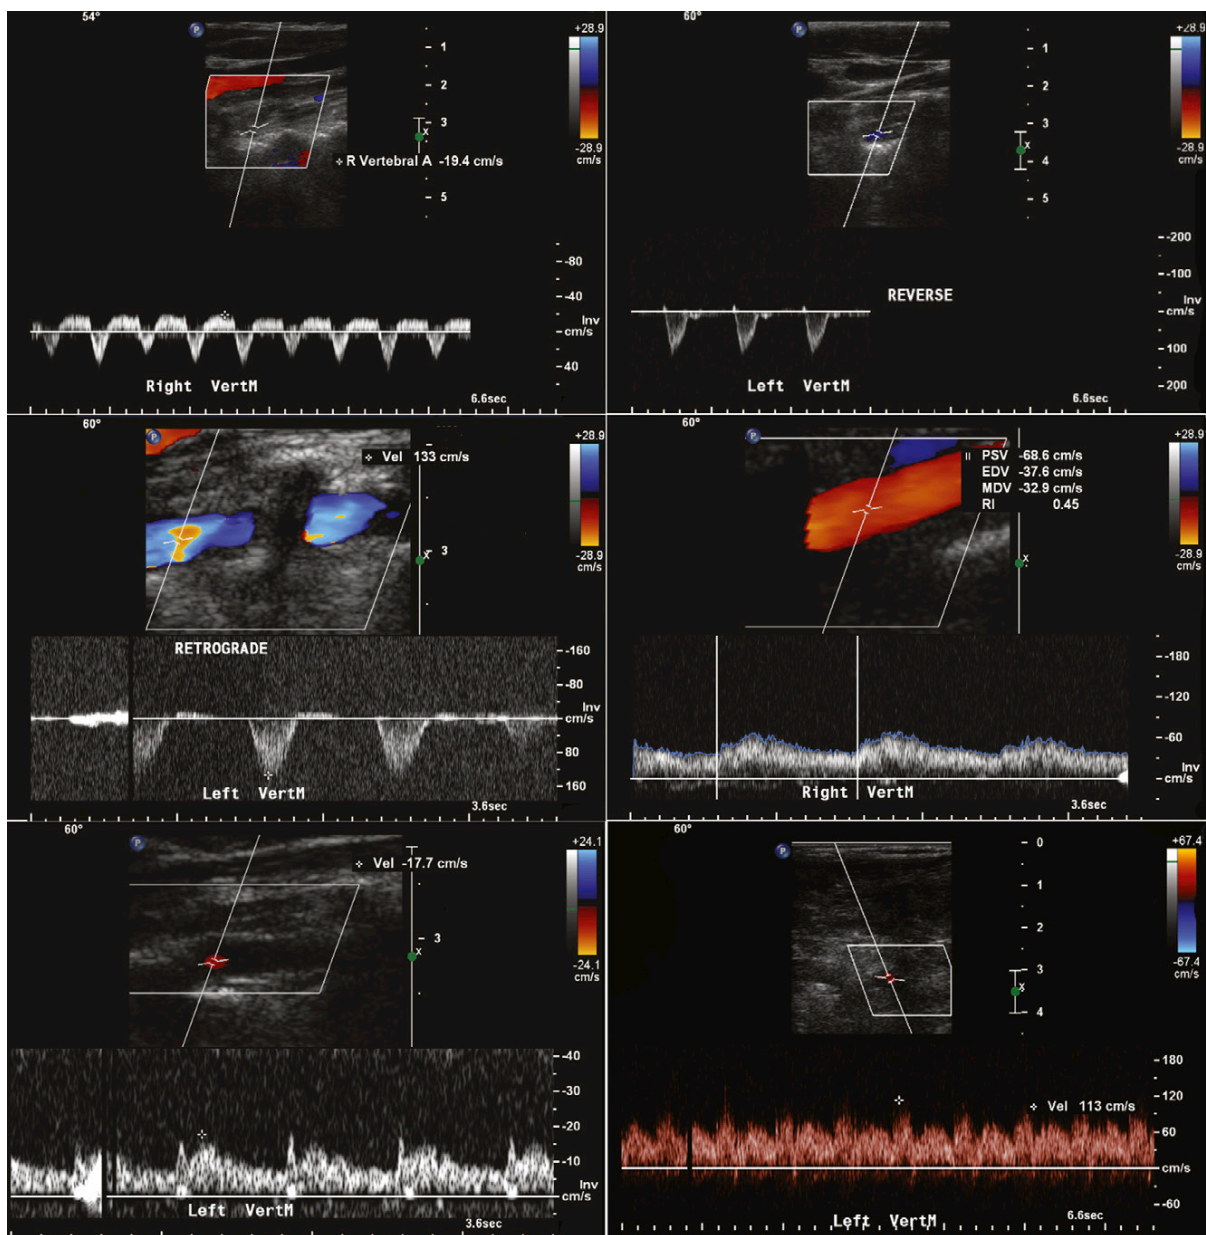 54°
P
+28.9
-28.9
cm/s
1
2
3
x
R Vertebral A -19.4 cm/s
5
-80
-40
Inv
cm/s
40
Right VertM
6.6sec
60°
P
+28.9
-28.9
cm/s
1
2
3
x
4
5
-200
-100
REVERSE
Inv
cm/s
100
200
Left VertM
6.6sec
60°
P
Vel 133 cm/s
+28.9
-28.9
cm/s
3
x
RETROGRADE
-160
-80
Inv
cm/s
80
160
Left VertM
3.6sec
60°
P
PSV -68.6 cm/s
EDV -37.6 cm/s
MDV -32.9 cm/s
RI 0.45
+28.9
-28.9
cm/s
x
-180
-120
-60
Inv
cm/s
Right VertM
3.6sec
60°
P
Vel -17.7 cm/s
+24.1
-24.1
cm/s
3
x
-40
-30
-20
-10
Inv
cm/s
Left VertM
3.6sec
60°
P
+67.4
-67.4
cm/s
0
1
2
3
x
4
180
120
Vel 113 cm/s
60
cm/s
-60
Left VertM
6.6sec